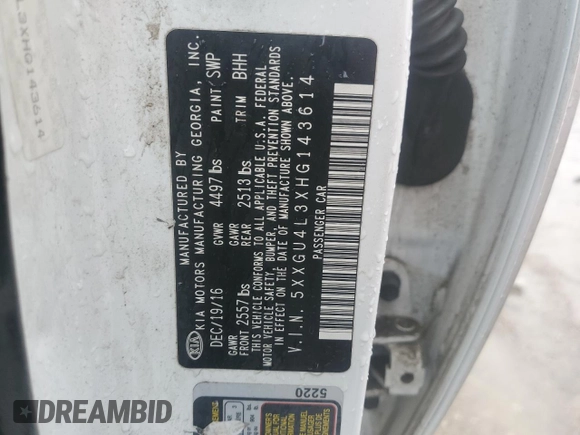 MANUFACTURED BY
KIA MOTORS MANUFACTURING GEORGIA, INC.
KIA
DEC/19/16 GVWR 4497lbs PAINT SWP
GAWR FRONT 2557lbs GAWR REAR 2513lbs TRIM BHH
THIS VEHICLE CONFORMS TO ALL APPLICABLE U.S.A. FEDERAL
MOTOR VEHICLE SAFETY, BUMPER, AND THEFT PREVENTION STANDARDS
IN EFFECT ON THE DATE OF MANUFACTURE SHOWN ABOVE.
V.I.N. 5XXGU4L3XHG143614
PASSENGER CAR
L3XHG143614
5220
DREAMBID